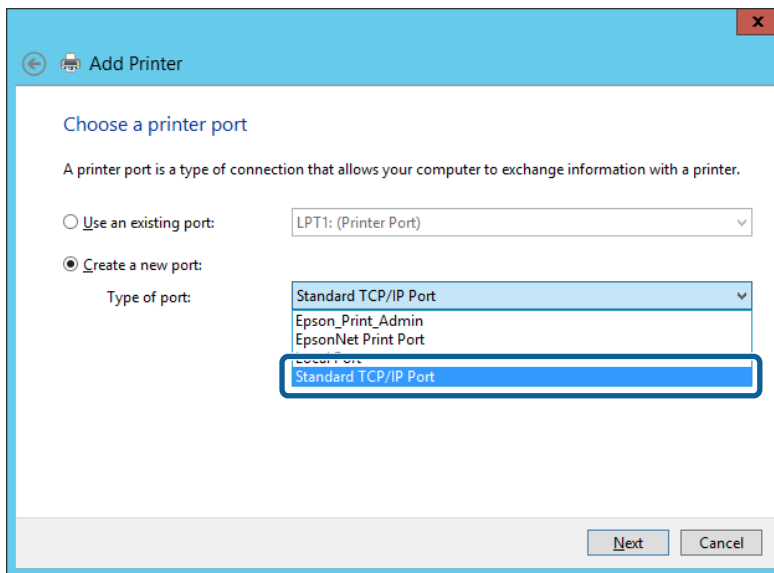 x
Add Printer
Choose a printer port
A printer port is a type of connection that allows your computer to exchange information with a printer.
Use an existing port: LPT1: (Printer Port)
Create a new port:
Type of port: Standard TCP/IP Port
Epson_Print_Admin
EpsonNet Print Port
Local Port
Standard TCP/IP Port
Next Cancel